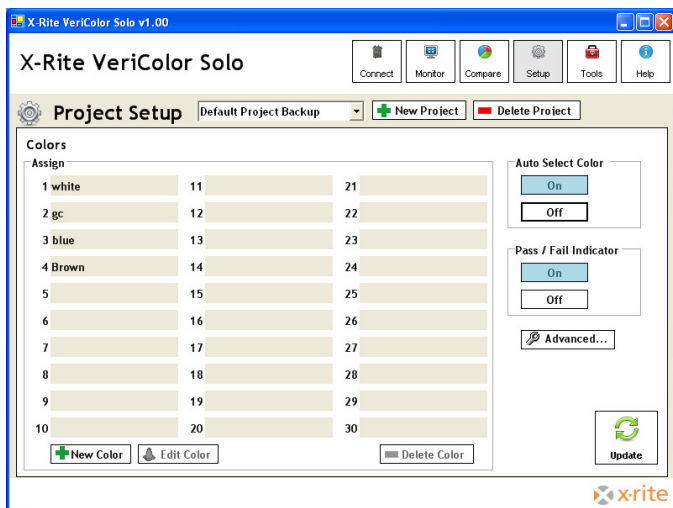 X-Rite VeriColor Solo v1.00
X-Rite VeriColor Solo
Connect Monitor Compare Setup Tools Help
Project Setup Default Project Backup New Project Delete Project
Colors
Assign Auto Select Color
1 white 11 21 On
2 gc 12 22 Off
3 blue 13 23
Pass / Fail Indicator
4 Brown 14 24 On
5 15 25 Off
6 16 26
7 17 27 Advanced...
8 18 28
9 19 29
10 20 30
New Color Edit Color Delete Color Update
x·rite